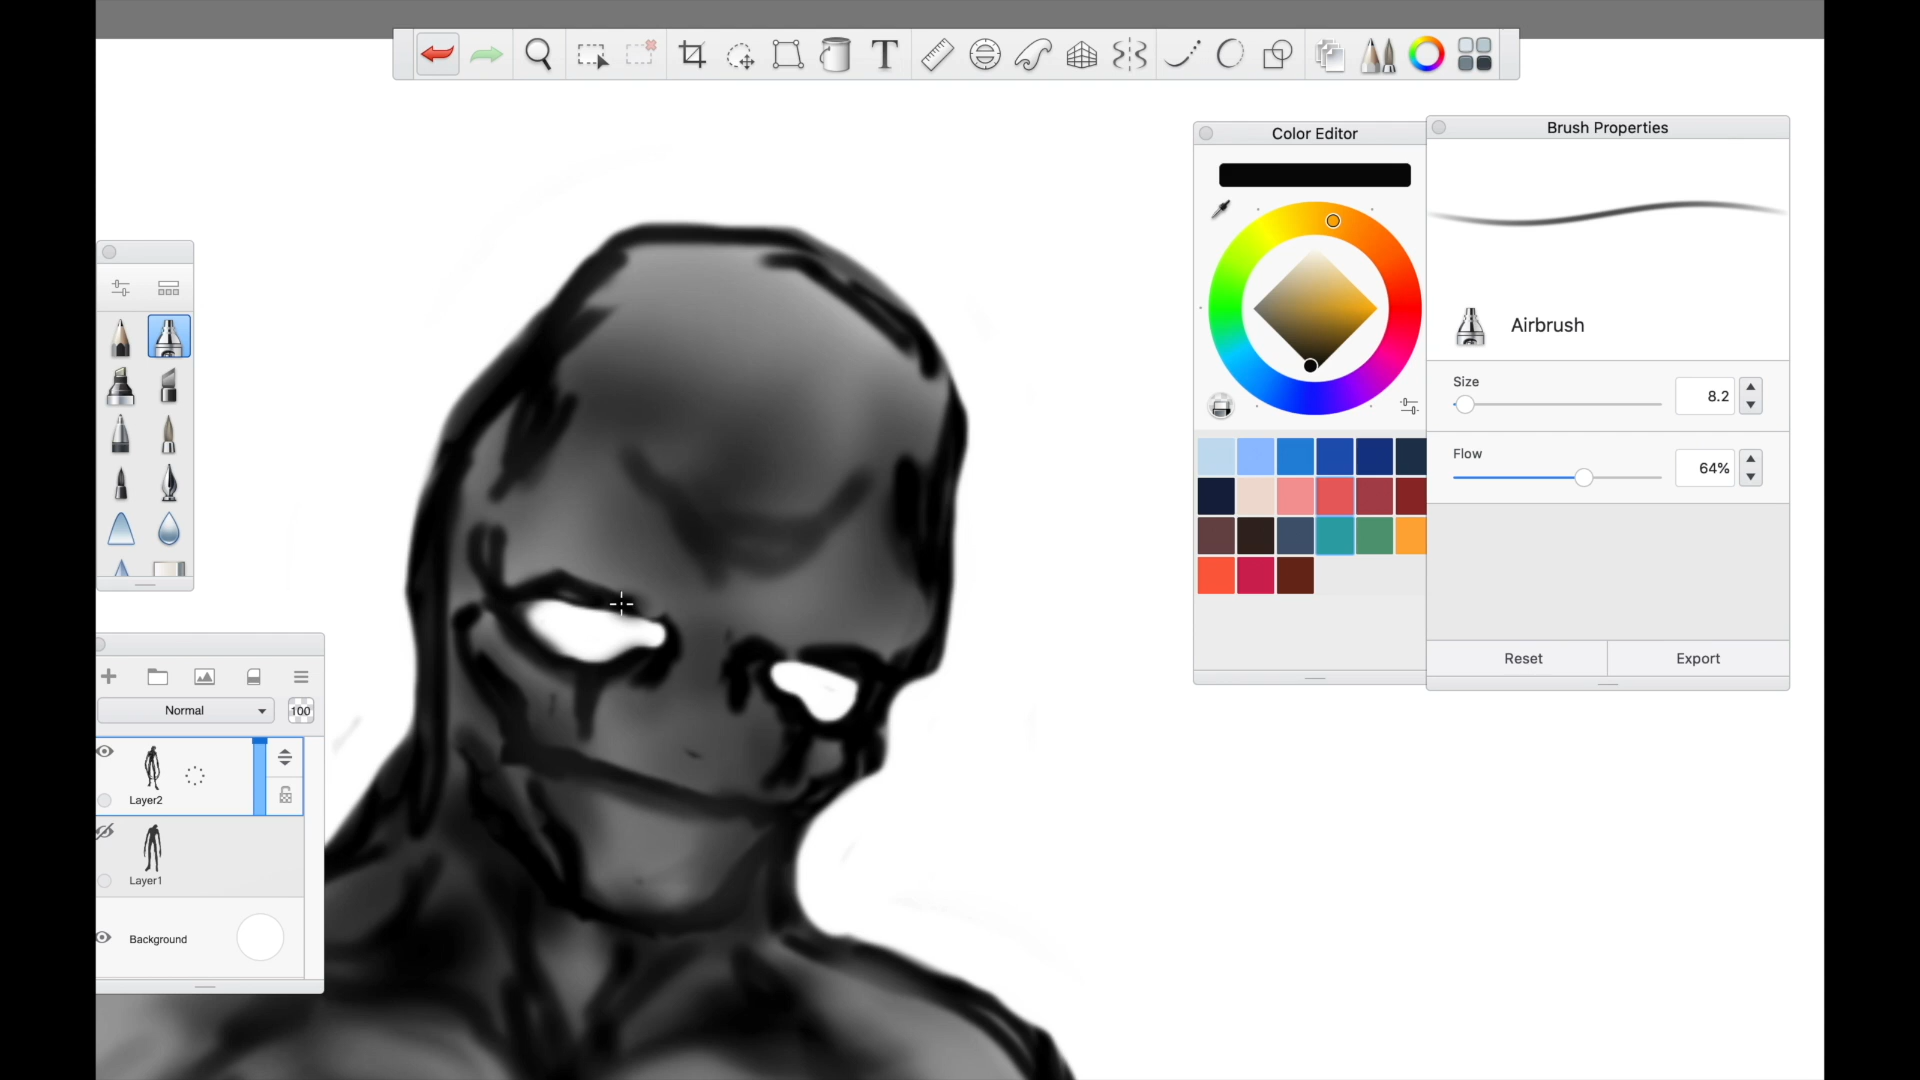 T
Color Editor
Brush Properties
Airbrush
Size
8.2
Flow
64%
Reset
Export
Normal
100
Layer2
Layer1
Background